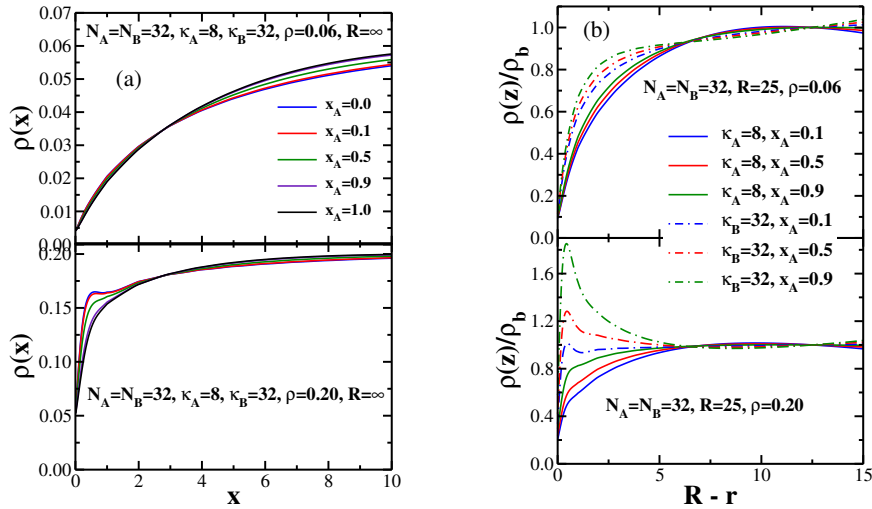 N_A=N_B=32, κ_A=8, κ_B=32, ρ=0.06, R=∞
(a)
x_A=0.0
x_A=0.1
x_A=0.5
x_A=0.9
x_A=1.0
ρ(x)
0.07
0.06
0.05
0.04
0.03
0.02
0.01
0.00
0.20
0.15
0.10
0.05
0.00
ρ(x)
N_A=N_B=32, κ_A=8, κ_B=32, ρ=0.20, R=∞
0 2 4 6 8 10
x
(b)
ρ(z)/ρ_b
1.0
0.8
0.6
0.4
0.2
0.0
N_A=N_B=32, R=25, ρ=0.06
κ_A=8, x_A=0.1
κ_A=8, x_A=0.5
κ_A=8, x_A=0.9
κ_B=32, x_A=0.1
κ_B=32, x_A=0.5
κ_B=32, x_A=0.9
ρ(z)/ρ_b
1.6
1.2
0.8
0.4
0.0
N_A=N_B=32, R=25, ρ=0.20
0 5 10 15
R - r